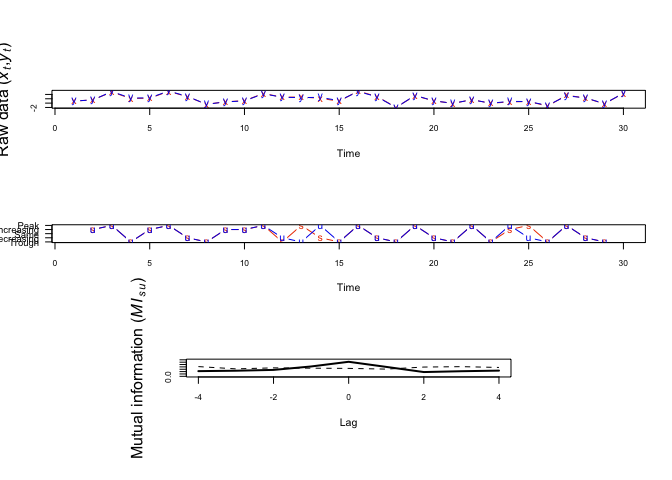 Raw data (x_t,y_t)
-2
0 5 10 15 20 25 30
Time
Peak
Increasing
Same
Decreasing
Trough
0 5 10 15 20 25 30
Time
Mutual information (MI_su)
0.0
-4 -2 0 2 4
Lag